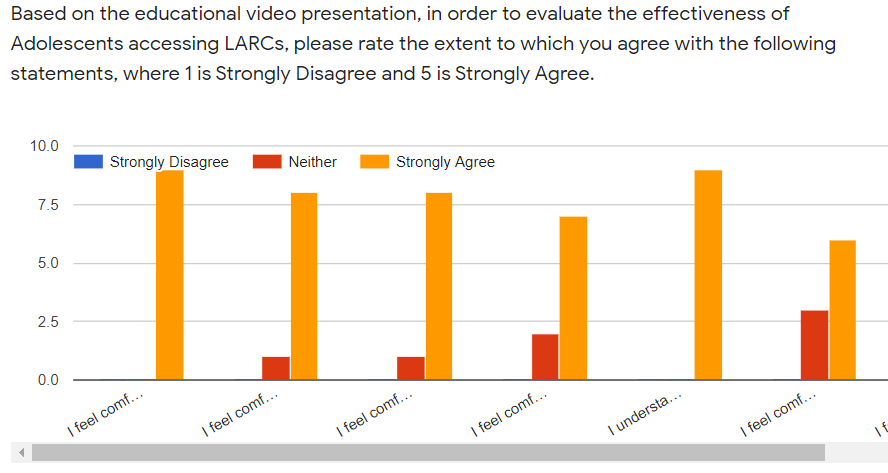 Based on the educational video presentation, in order to evaluate the effectiveness of
Adolescents accessing LARCs, please rate the extent to which you agree with the following
statements, where 1 is Strongly Disagree and 5 is Strongly Agree.
10.0
Strongly Disagree Neither Strongly Agree
7.5
5.0
2.5
0.0
I feel comf... I feel comf... I feel comf... I feel comf... I understa... I feel comf...